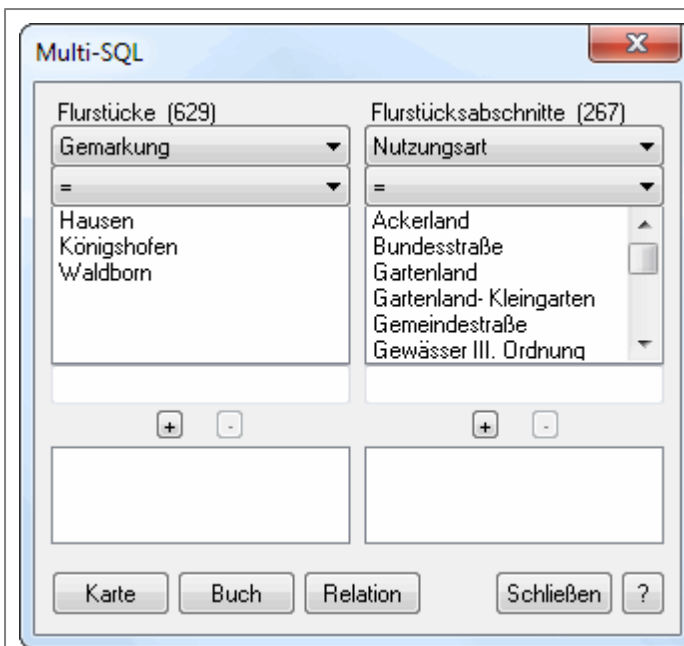 Multi-SQL
Flurstücke (629)
Gemarkung
=
Hausen
Königshofen
Waldborn
+ -
Flurstücksabschnitte (267)
Nutzungsart
=
Ackerland
Bundesstraße
Gartenland
Gartenland- Kleingarten
Gemeindestraße
Gewässer III. Ordnung
+ -
Karte Buch Relation Schließen ?